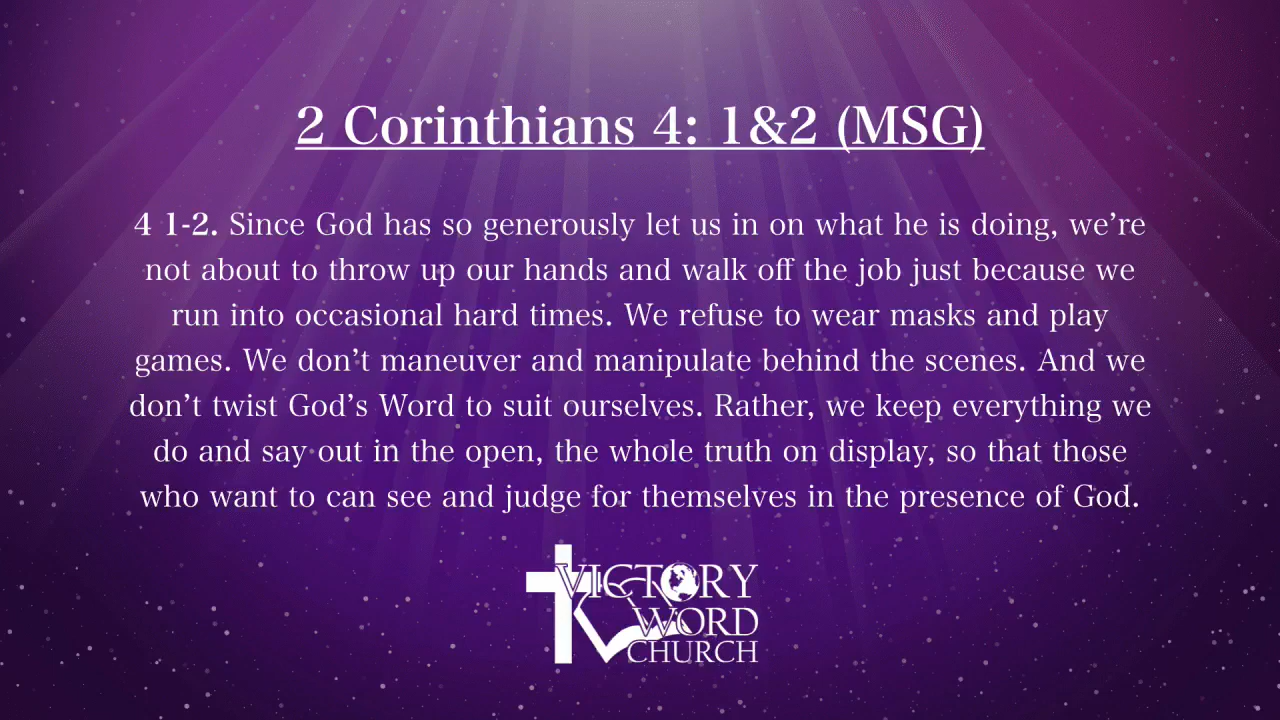 2 Corinthians 4: 1&2 (MSG)
4 1-2. Since God has so generously let us in on what he is doing, we’re
not about to throw up our hands and walk off the job just because we
run into occasional hard times. We refuse to wear masks and play
games. We don’t maneuver and manipulate behind the scenes. And we
don’t twist God’s Word to suit ourselves. Rather, we keep everything we
do and say out in the open, the whole truth on display, so that those
who want to can see and judge for themselves in the presence of God.
VICTORY
WORD
CHURCH